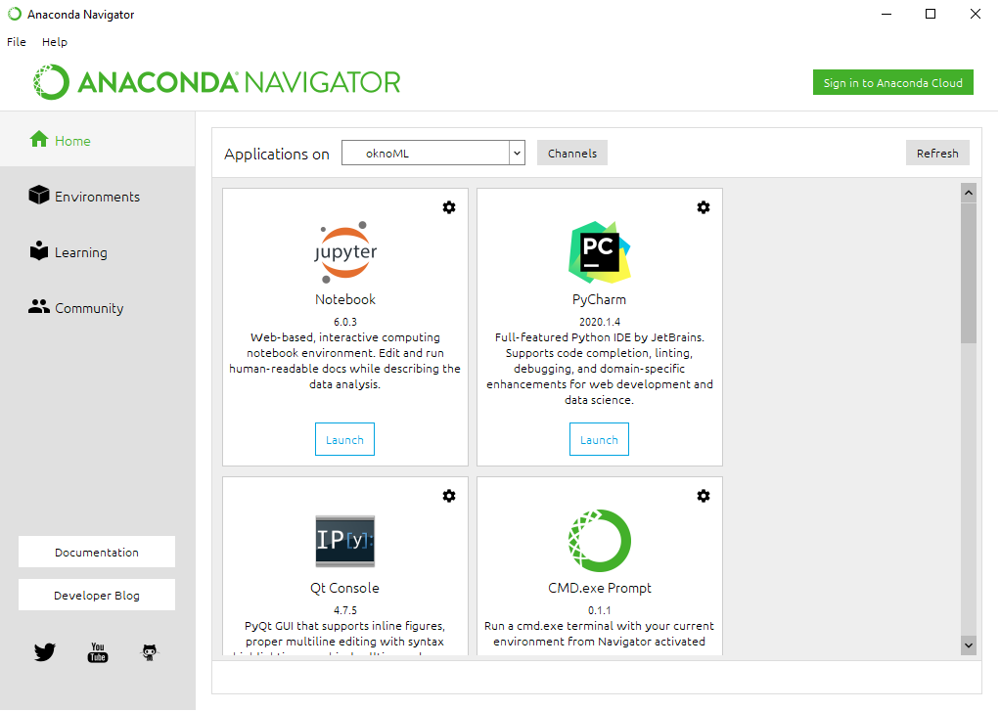 Anaconda Navigator
File Help
ANACONDA NAVIGATOR
Sign in to Anaconda Cloud
Home
Environments
Learning
Community
Documentation
Developer Blog
You
Tube
Applications on oknoML Channels Refresh
jupyter
Notebook
6.0.3
Web-based, interactive computing
notebook environment. Edit and run
human-readable docs while describing the
data analysis.
Launch
PC
PyCharm
2020.1.4
Full-featured Python IDE by JetBrains.
Supports code completion, linting,
debugging, and domain-specific
enhancements for web development and
data science.
Launch
IP[y]:
Qt Console
4.7.5
PyQt GUI that supports inline figures,
proper multiline editing with syntax
CMD.exe Prompt
0.1.1
Run a cmd.exe terminal with your current
environment from Navigator activated